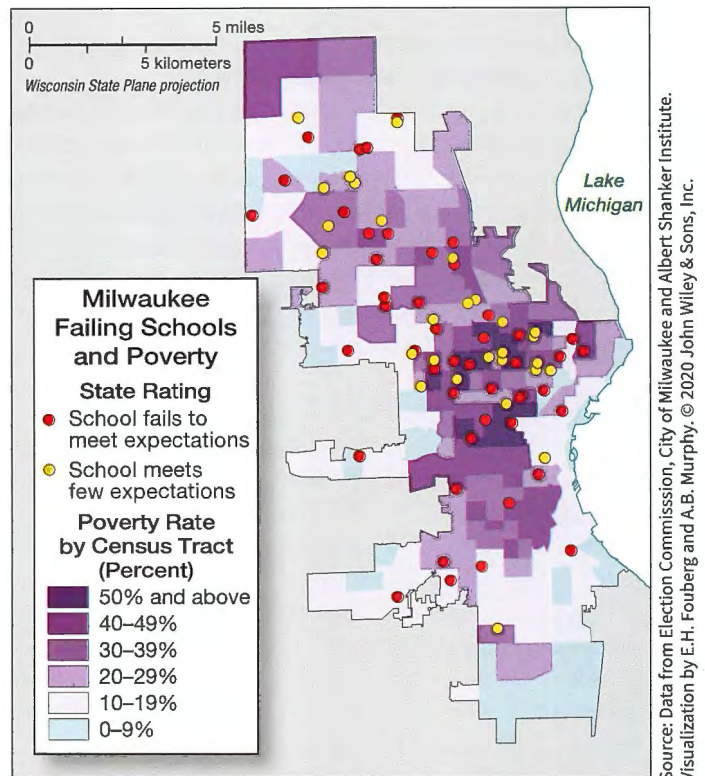 0 5 miles
0 5 kilometers
Wisconsin State Plane projection
Lake
Michigan
Milwaukee
Failing Schools
and Poverty
State Rating
School fails to
meet expectations
School meets
few expectations
Poverty Rate
by Census Tract
(Percent)
50% and above
40–49%
30–39%
20–29%
10–19%
0–9%
Source: Data from Election Commisssion, City of Milwaukee and Albert Shanker Institute.
Visualization by E.H. Fouberg and A.B. Murphy. © 2020 John Wiley & Sons, Inc.